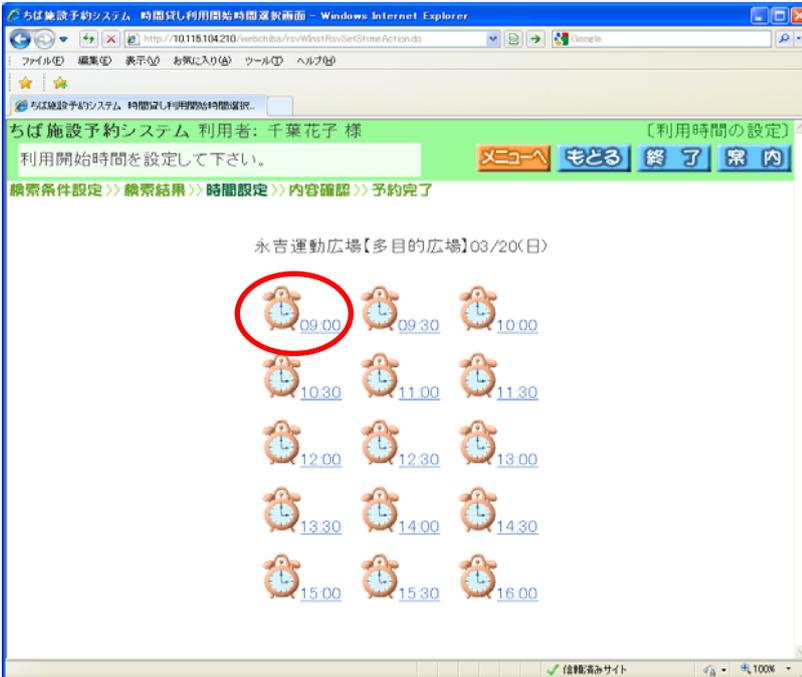 ちば施設予約システム　時間貸し利用開始時間選択画面 - Windows Internet Explorer
http://10.115.104.210/webchiba/rsvWInstRsvSetStimeAction.do
Google
ファイル(F) 編集(E) 表示(V) お気に入り(A) ツール(T) ヘルプ(H)
ちば施設予約システム　時間貸し利用開始時間選択...
ちば施設予約システム 利用者: 千葉花子 様 〔利用時間の設定〕
利用開始時間を設定して下さい。 メニューへ もどる 終了 案内
検索条件設定>>検索結果>>時間設定>>内容確認>>予約完了
永吉運動広場【多目的広場】03/20(日)
09:00 09:30 10:00
10:30 11:00 11:30
12:00 12:30 13:00
13:30 14:00 14:30
15:00 15:30 16:00
信頼済みサイト 100%